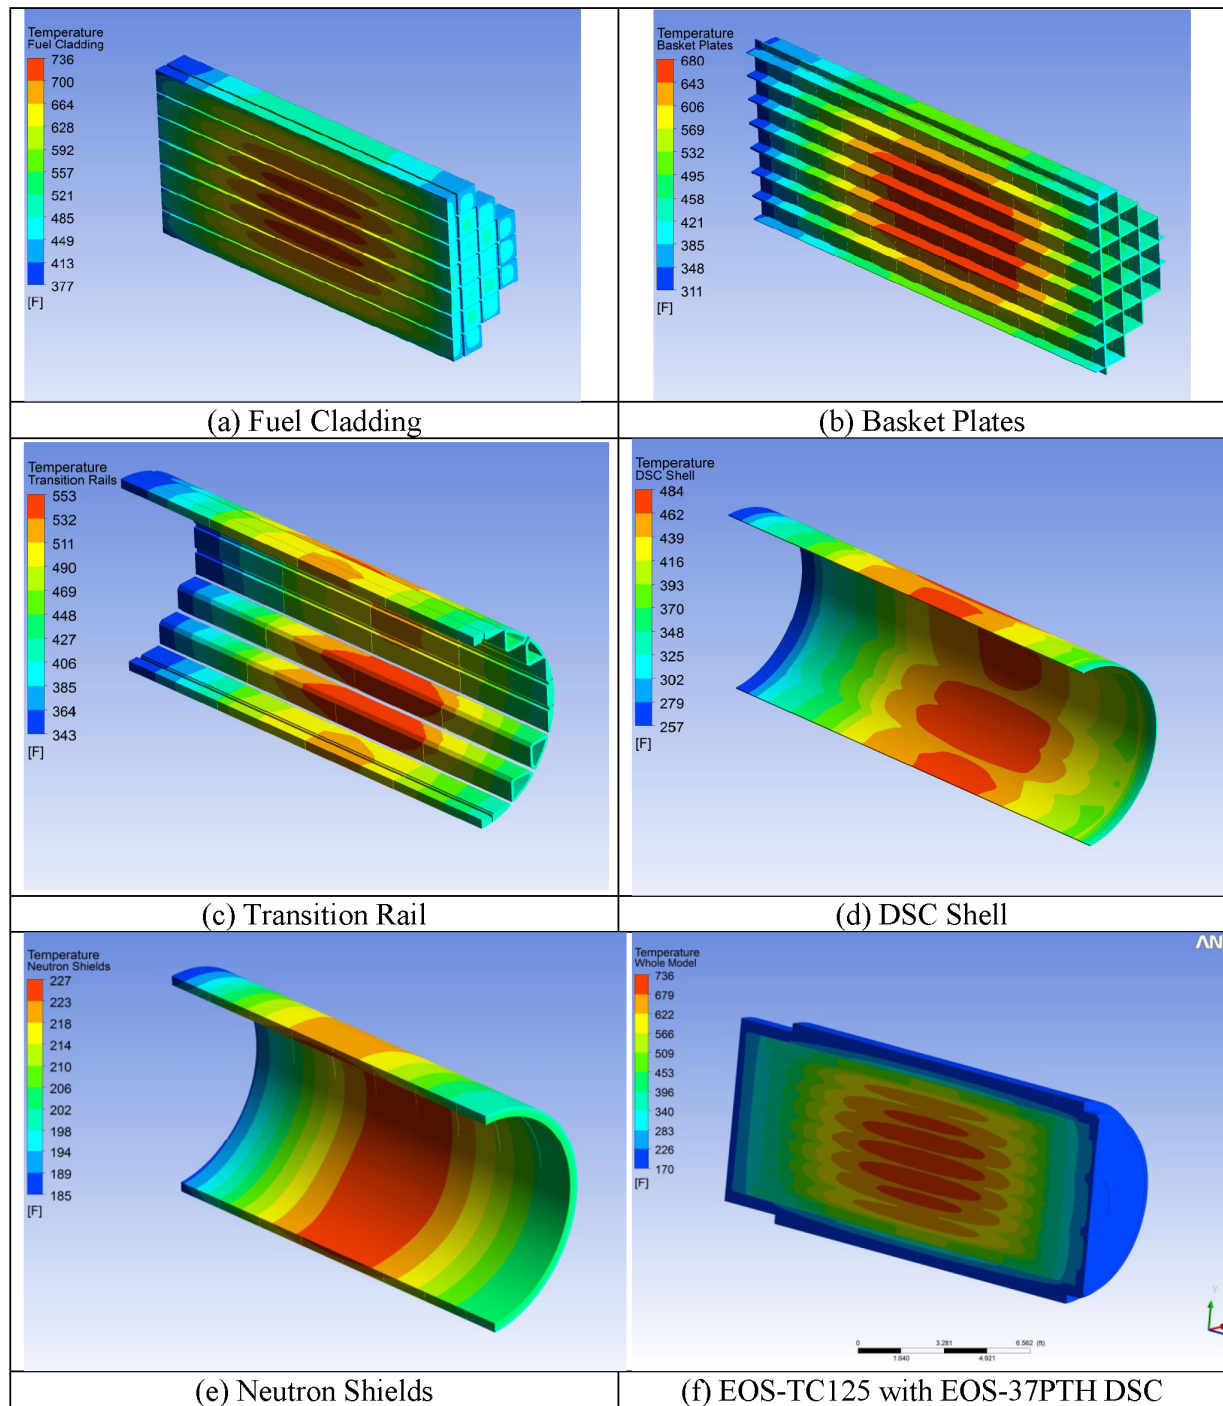 Temperature
Fuel Cladding
736
700
664
628
592
557
521
485
449
413
377
[F]
Temperature
Basket Plates
680
643
606
569
532
495
458
421
385
348
311
[F]
(a) Fuel Cladding
(b) Basket Plates
Temperature
Transition Rails
553
532
511
490
469
448
427
406
385
364
343
[F]
Temperature
DSC Shell
484
462
439
416
393
370
348
325
302
279
257
[F]
(c) Transition Rail
(d) DSC Shell
Temperature
Neutron Shields
227
223
218
214
210
206
202
198
194
189
185
[F]
AN
Temperature
Whole Model
736
679
622
566
509
453
396
340
283
226
170
[F]
Y
0 3.281 6.562 (ft)
1.640 4.921
(e) Neutron Shields
(f) EOS-TC125 with EOS-37PTH DSC